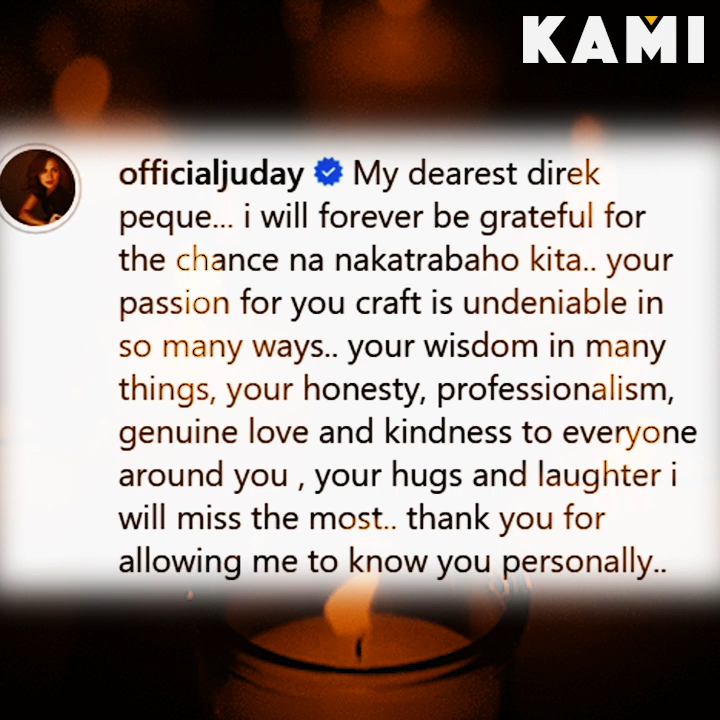 KAMI
officialjuday My dearest direk
peque... i will forever be grateful for
the chance na nakatrabaho kita.. your
passion for you craft is undeniable in
so many ways.. your wisdom in many
things, your honesty, professionalism,
genuine love and kindness to everyone
around you , your hugs and laughter i
will miss the most.. thank you for
allowing me to know you personally..